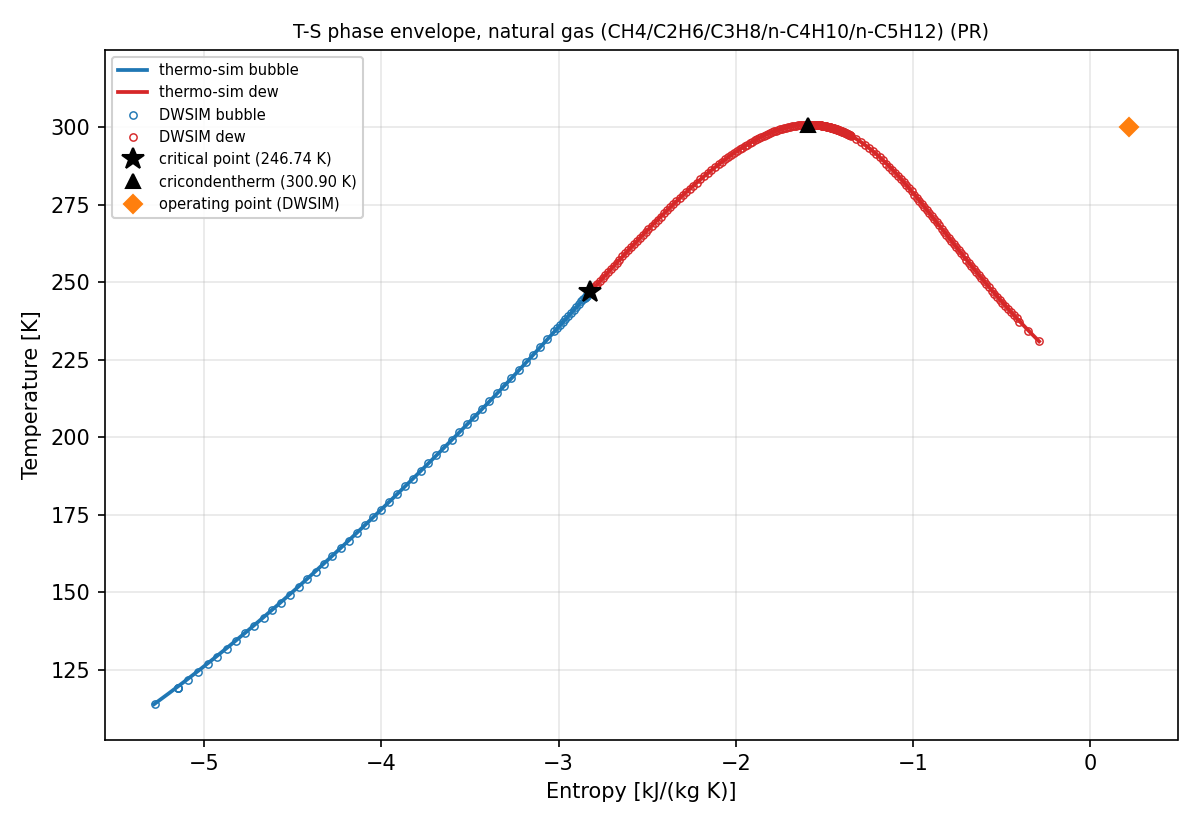 T-S phase envelope, natural gas (CH4/C2H6/C3H8/n-C4H10/n-C5H12) (PR)
thermo-sim bubble
thermo-sim dew
DWSIM bubble
DWSIM dew
critical point (246.74 K)
cricondentherm (300.90 K)
operating point (DWSIM)
Temperature [K]
300
275
250
225
200
175
150
125
−5 −4 −3 −2 −1 0
Entropy [kJ/(kg K)]